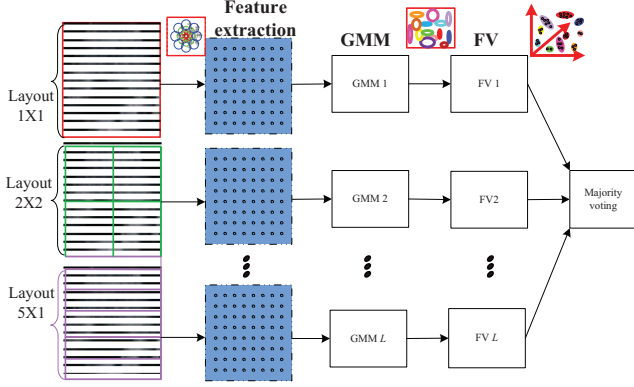 Feature
extraction
GMM
FV
Layout
1X1
GMM 1
FV 1
Layout
2X2
GMM 2
FV2
Majority
voting
Layout
5X1
GMM L
FV L